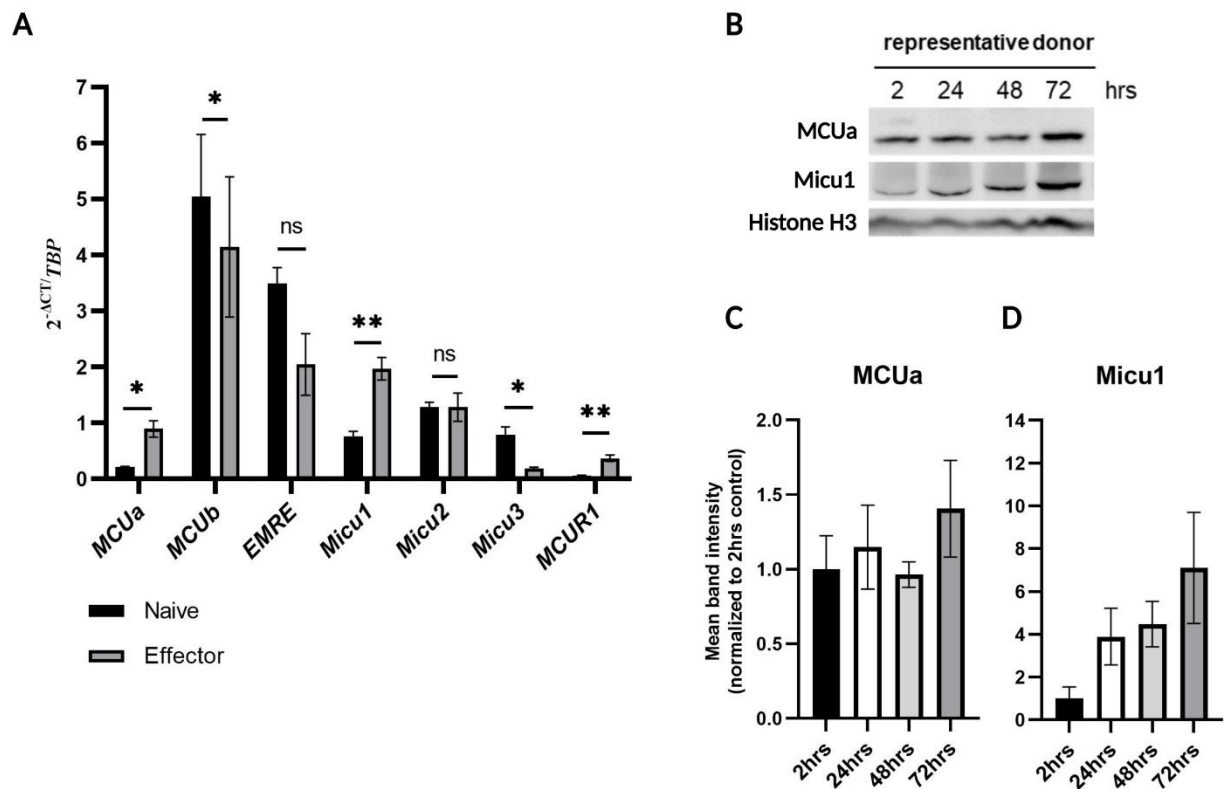 A
7
6
5
4
3
2
1
0
2^-ΔCT/TBP
*
*
ns
**
ns
*
**
MCUa
MCUb
EMRE
Micu1
Micu2
Micu3
MCUR1
Naive
Effector
B
representative donor
2 24 48 72 hrs
MCUa
Micu1
Histone H3
C
MCUa
Mean band intensity
(normalized to 2hrs control)
2.0
1.5
1.0
0.5
0.0
2hrs
24hrs
48hrs
72hrs
D
Micu1
14
12
10
8
6
4
2
0
2hrs
24hrs
48hrs
72hrs